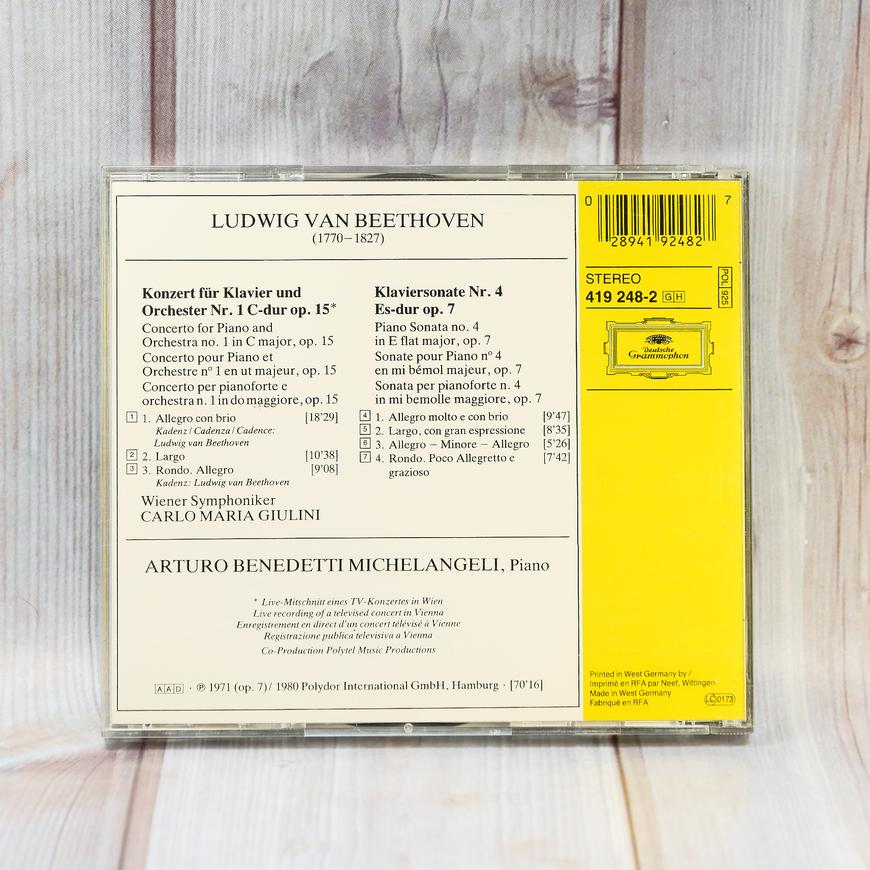 LUDWIG VAN BEETHOVEN
(1770–1827)
Konzert für Klavier und
Orchester Nr. 1 C-dur op. 15*
Concerto for Piano and
Orchestra no. 1 in C major, op. 15
Concerto pour Piano et
Orchestre nº 1 en ut majeur, op. 15
Concerto per pianoforte e
orchestra n. 1 in do maggiore, op. 15
1 1. Allegro con brio [18'29]
Kadenz / Cadenza / Cadence:
Ludwig van Beethoven
2 2. Largo [10'38]
3 3. Rondo. Allegro [9'08]
Kadenz: Ludwig van Beethoven
Wiener Symphoniker
CARLO MARIA GIULINI
Klaviersonate Nr. 4
Es-dur op. 7
Piano Sonata no. 4
in E flat major, op. 7
Sonate pour Piano nº 4
en mi bémol majeur, op. 7
Sonata per pianoforte n. 4
in mi bemolle maggiore, op. 7
4 1. Allegro molto e con brio [9'47]
5 2. Largo, con gran espressione [8'35]
6 3. Allegro – Minore – Allegro [5'26]
7 4. Rondo. Poco Allegretto e [7'42]
grazioso
ARTURO BENEDETTI MICHELANGELI, Piano
* Live-Mitschnitt eines TV-Konzertes in Wien
Live recording of a televised concert in Vienna
Enregistrement en direct d'un concert télévisé à Vienne
Registrazione publica televisiva a Vienna
Co-Production Polytel Music Productions
AAD · ℗ 1971 (op. 7) / 1980 Polydor International GmbH, Hamburg · [70'16]
0 28941 92482 7
STEREO
419 248-2 GH
POL 925
Deutsche
Grammophon
Printed in West Germany by /
Imprimé en RFA par Neef, Wittingen
Made in West Germany
Fabriqué en RFA
LC 0173